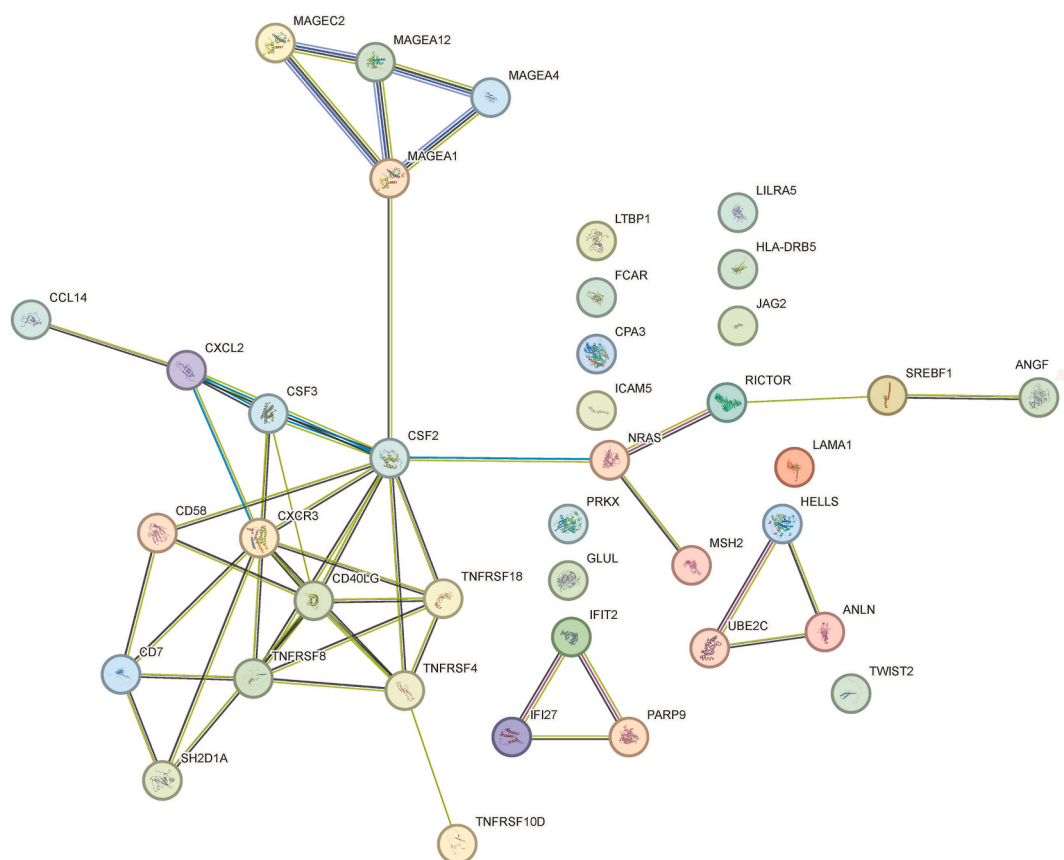 MAGEC2
MAGEA12
MAGEA4
MAGEA1
LILRA5
LTBP1
HLA-DRB5
FCAR
CCL14
JAG2
CPA3
CXCL2
ANGF
SREBF1
RICTOR
CSF3
ICAM5
CSF2
NRAS
LAMA1
CD58
CXCR3
PRKX
HELLS
MSH2
GLUL
CD40LG
TNFRSF18
ANLN
IFIT2
UBE2C
CD7
TNFRSF8
TNFRSF4
TWIST2
IFI27
PARP9
SH2D1A
TNFRSF10D